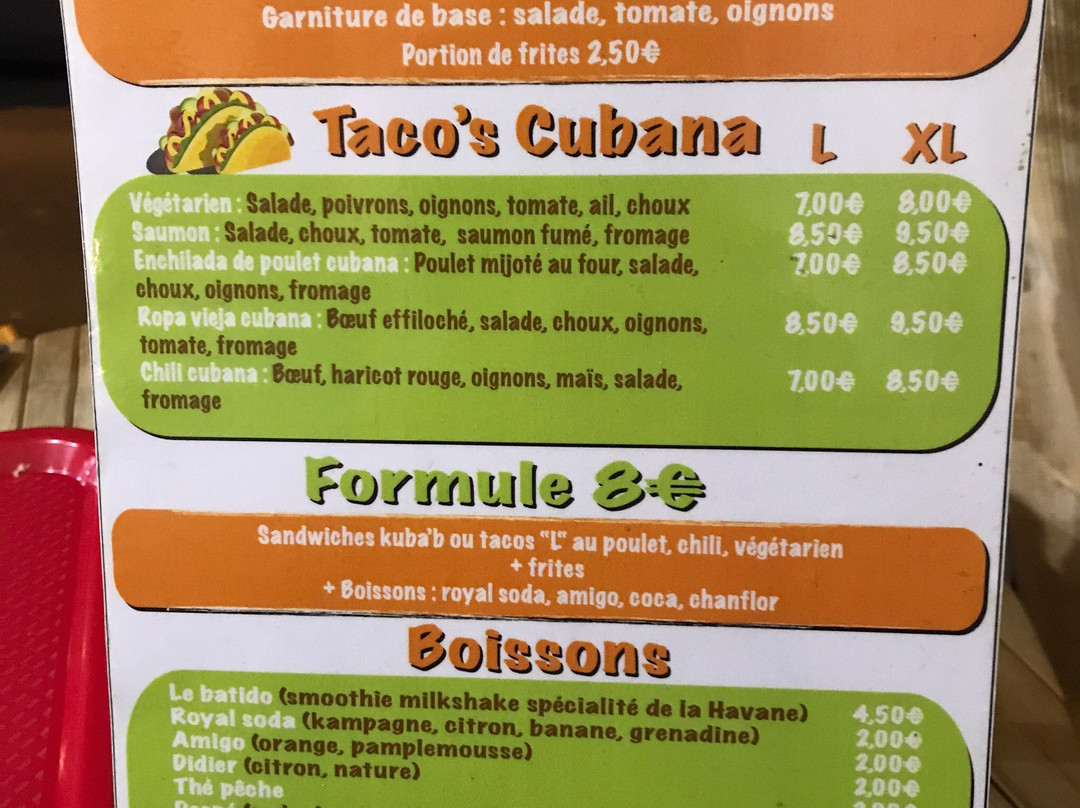 Garniture de base : salade, tomate, oignons
Portion de frites 2,50€
Taco's Cubana L XL
Végétarien : Salade, poivrons, oignons, tomate, ail, choux 7,00€ 8,00€
Saumon : Salade, choux, tomate, saumon fumé, fromage 8,50€ 9,50€
Enchilada de poulet cubana : Poulet mijoté au four, salade, 7,00€ 8,50€
choux, oignons, fromage
Ropa vieja cubana : Bœuf effiloché, salade, choux, oignons, 8,50€ 9,50€
tomate, fromage
Chili cubana : Bœuf, haricot rouge, oignons, maïs, salade, 7,00€ 8,50€
fromage
Formule 8€
Sandwiches kuba'b ou tacos "L" au poulet, chili, végétarien
+ frites
+ Boissons : royal soda, amigo, coca, chanflor
Boissons
Le batido (smoothie milkshake spécialité de la Havane) 4,50€
Royal soda (kampagne, citron, banane, grenadine) 2,00€
Amigo (orange, pamplemousse) 2,00€
Didier (citron, nature) 2,00€
Thé pêche